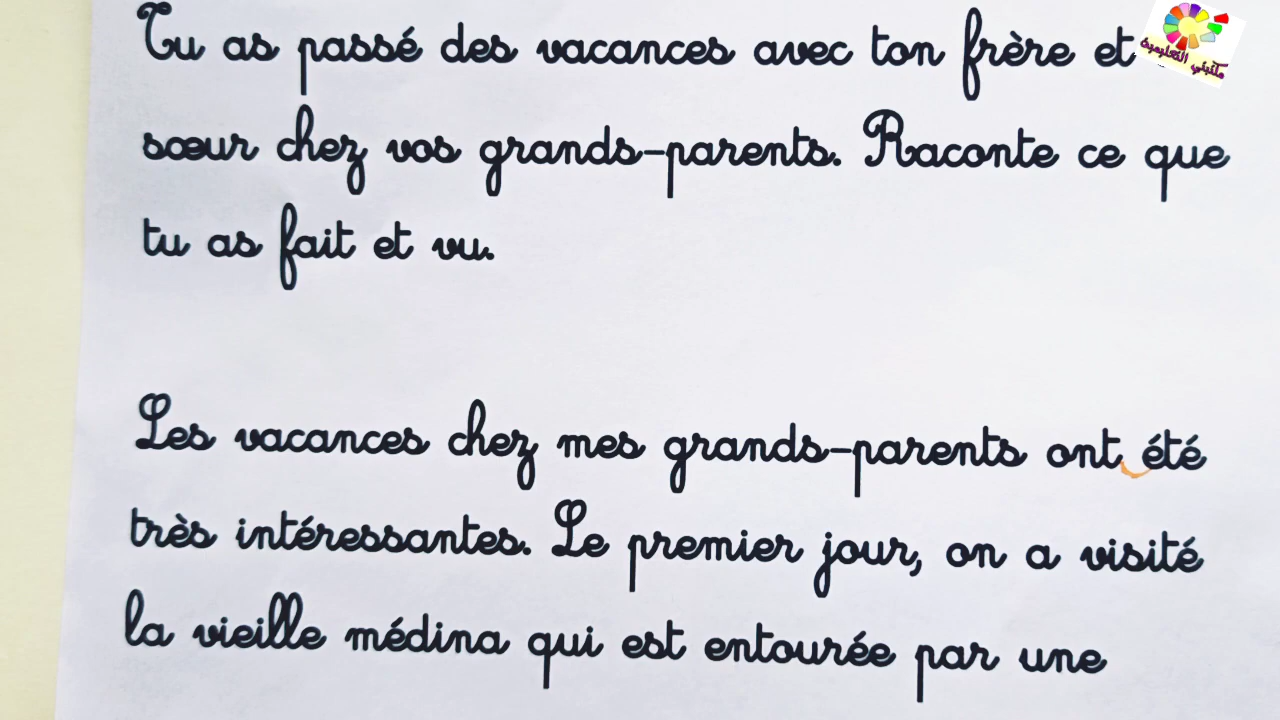 Tu as passé des vacances avec ton frère et
sœur chez vos grands-parents. Raconte ce que
tu as fait et vu.
Les vacances chez mes grands-parents ont été
très intéressantes. Le premier jour, on a visité
la vieille médina qui est entourée par une
مكتبتي التعليمية